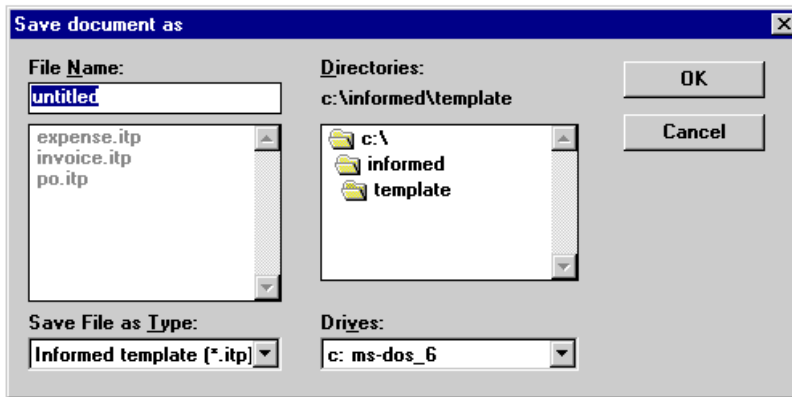 Save document as
File Name:
untitled
expense.itp
invoice.itp
po.itp
Save File as Type:
Informed template (*.itp)
Directories:
c:\informed\template
c:\
informed
template
Drives:
c: ms-dos_6
OK
Cancel